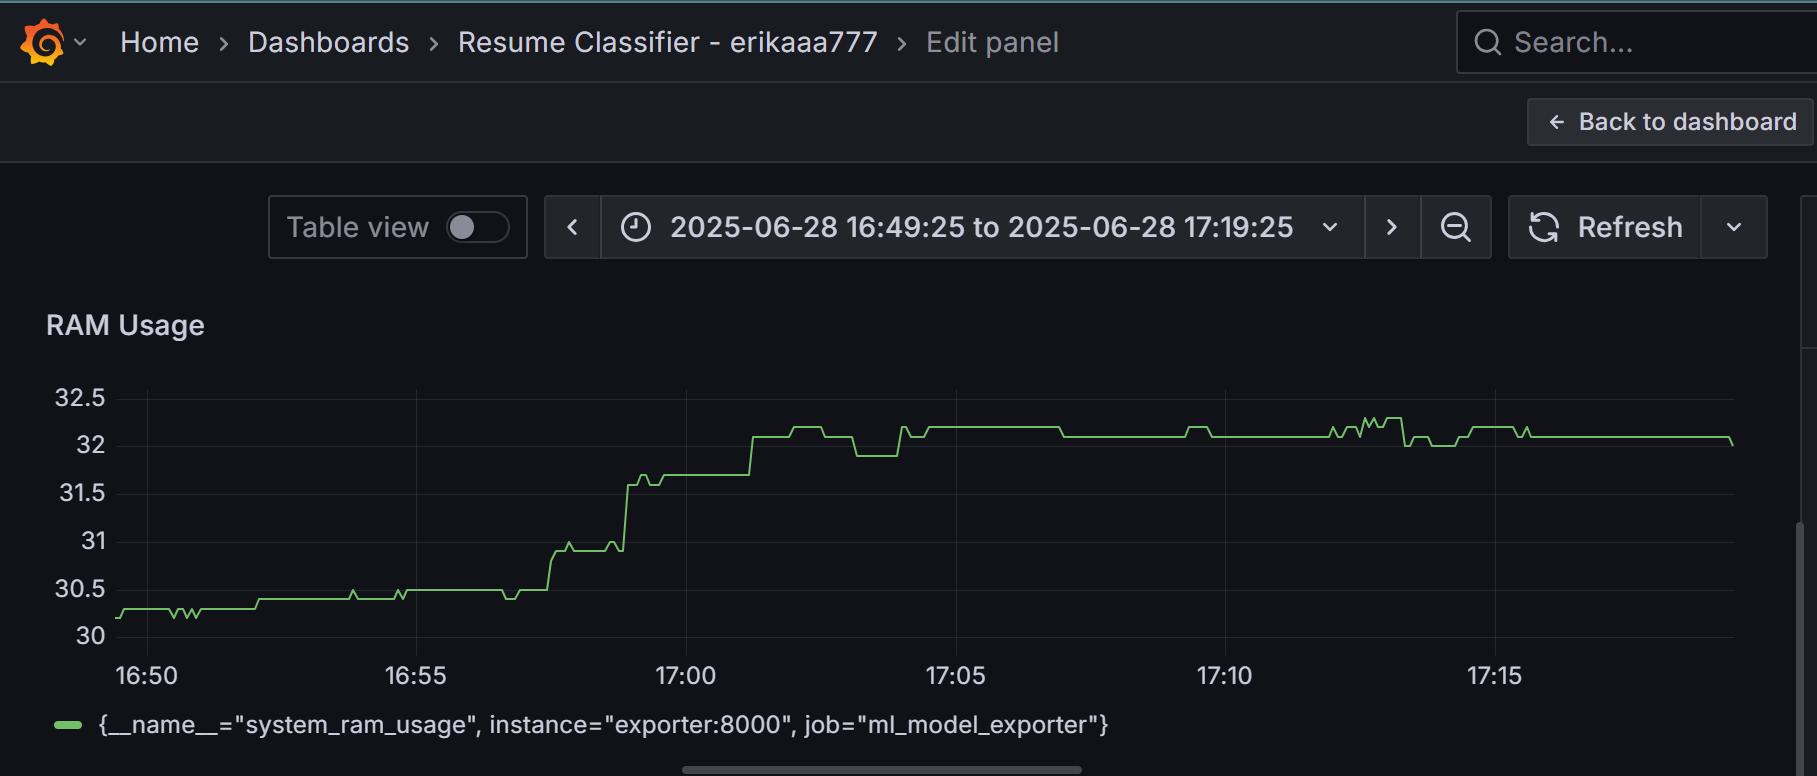 Home › Dashboards › Resume Classifier - erikaaa777 › Edit panel
Search...
← Back to dashboard
Table view
2025-06-28 16:49:25 to 2025-06-28 17:19:25
Refresh
RAM Usage
32.5
32
31.5
31
30.5
30
16:50 16:55 17:00 17:05 17:10 17:15
{__name__="system_ram_usage", instance="exporter:8000", job="ml_model_exporter"}